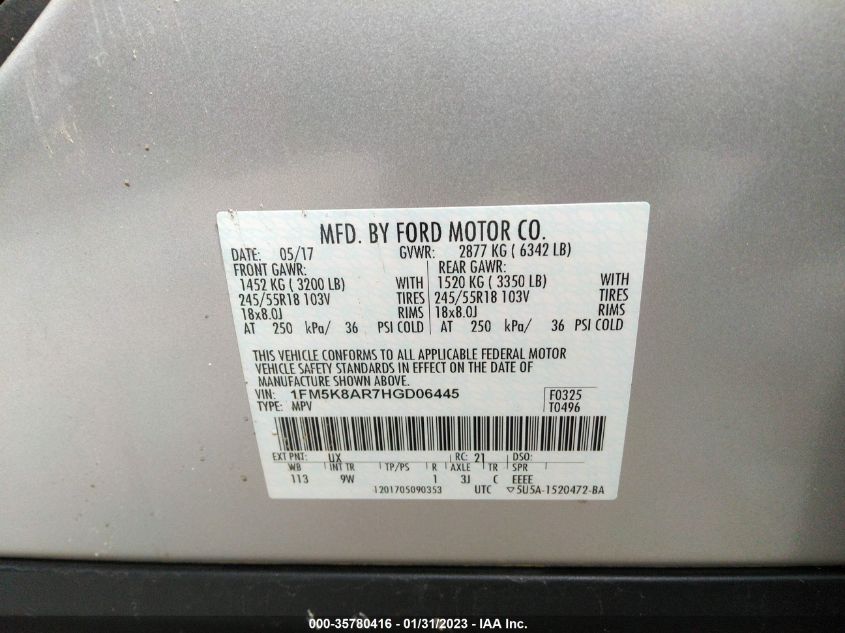 MFD. BY FORD MOTOR CO.
DATE: 05/17 GVWR: 2877 KG ( 6342 LB)
FRONT GAWR: REAR GAWR:
1452 KG ( 3200 LB) WITH 1520 KG ( 3350 LB) WITH
245/55R18 103V TIRES 245/55R18 103V TIRES
18x8.0J RIMS 18x8.0J RIMS
AT 250 kPa/ 36 PSI COLD AT 250 kPa/ 36 PSI COLD
THIS VEHICLE CONFORMS TO ALL APPLICABLE FEDERAL MOTOR
VEHICLE SAFETY STANDARDS IN EFFECT ON THE DATE OF
MANUFACTURE SHOWN ABOVE.
VIN: 1FM5K8AR7HGD06445 F0325
TYPE: MPV T0496
EXT PNT: UX RC: 21 DSO:
WB INT TR TP/PS R AXLE TR SPR
113 9W 1 3J C EEEE
1201705090353 UTC ▽5U5A-1520472-BA
000-35780416 - 01/31/2023 - IAA Inc.